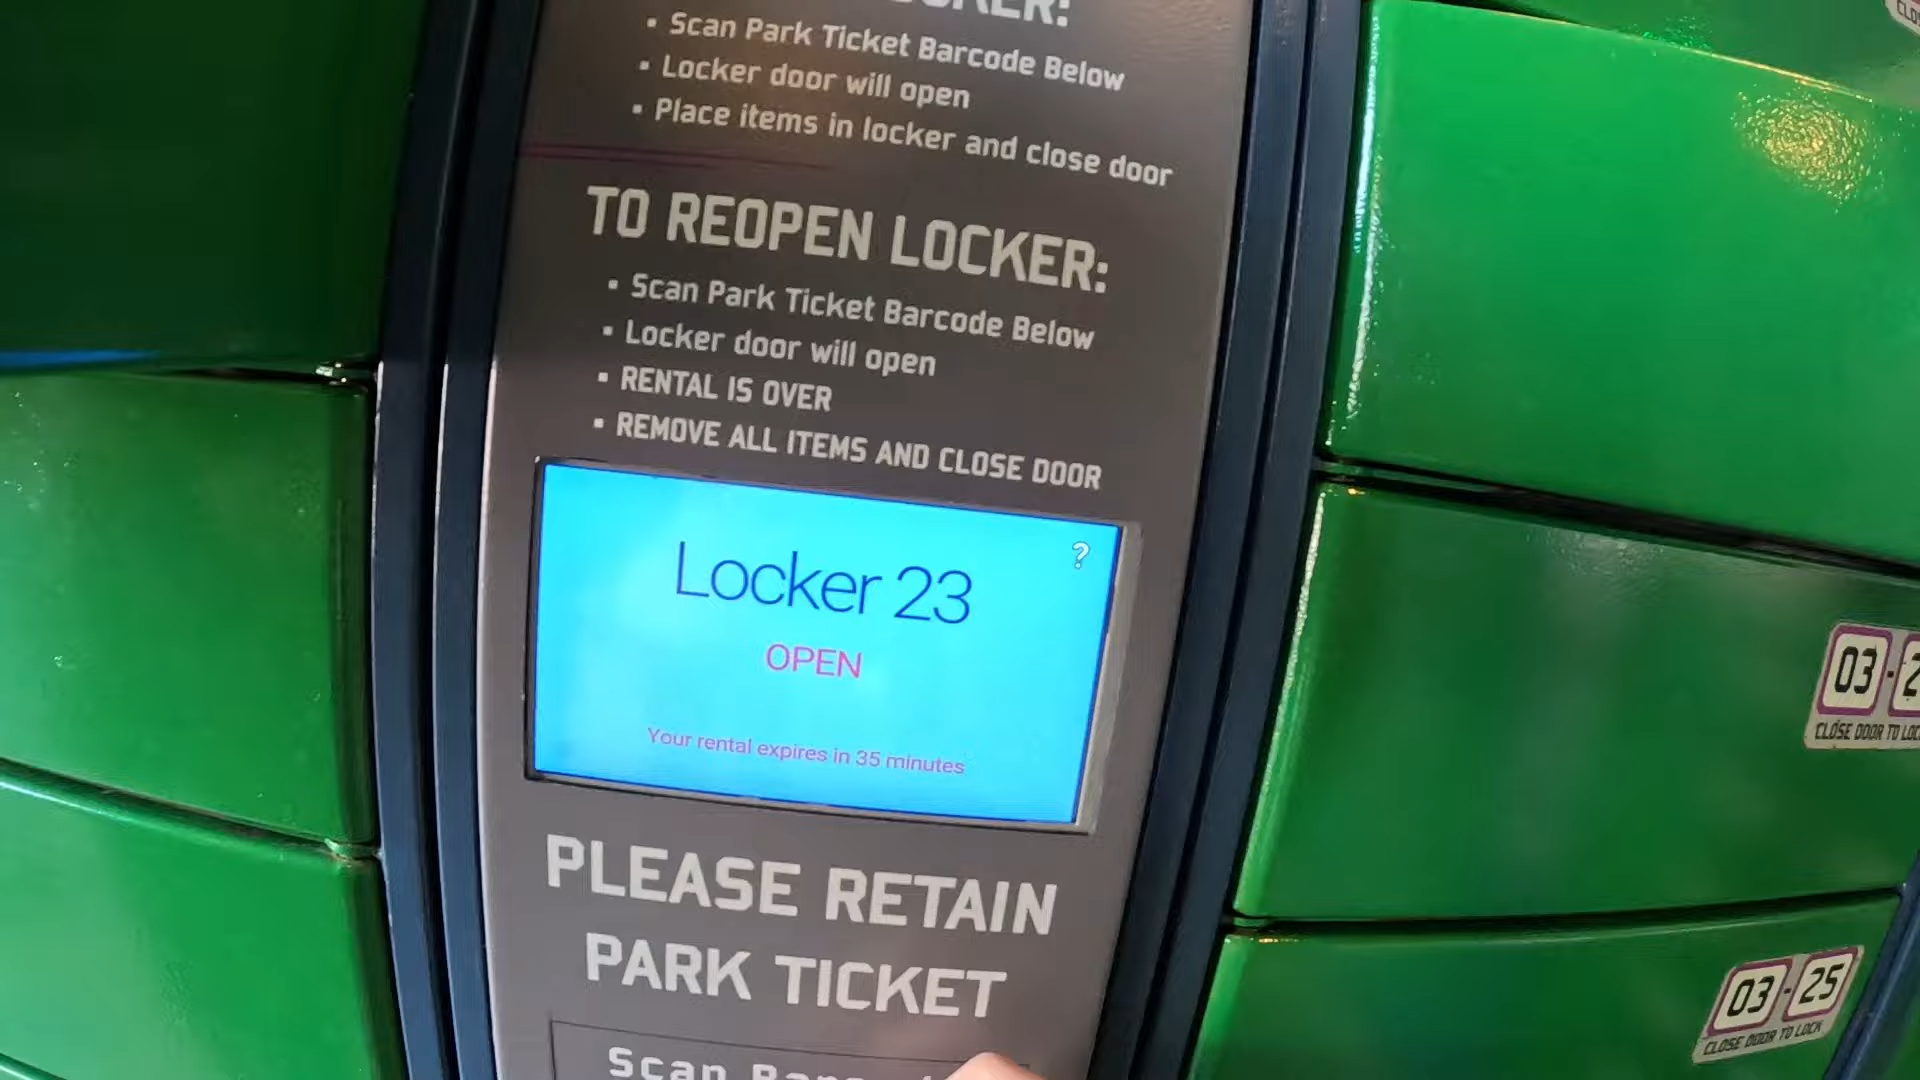 • Scan Park Ticket Barcode Below
• Locker door will open
• Place items in locker and close door
TO REOPEN LOCKER:
• Scan Park Ticket Barcode Below
• Locker door will open
• RENTAL IS OVER
• REMOVE ALL ITEMS AND CLOSE DOOR
?
Locker 23
OPEN
Your rental expires in 35 minutes
PLEASE RETAIN
PARK TICKET
Scan
03 - 2
CLOSE DOOR TO
03 - 25
CLOSE DOOR TO LOCK